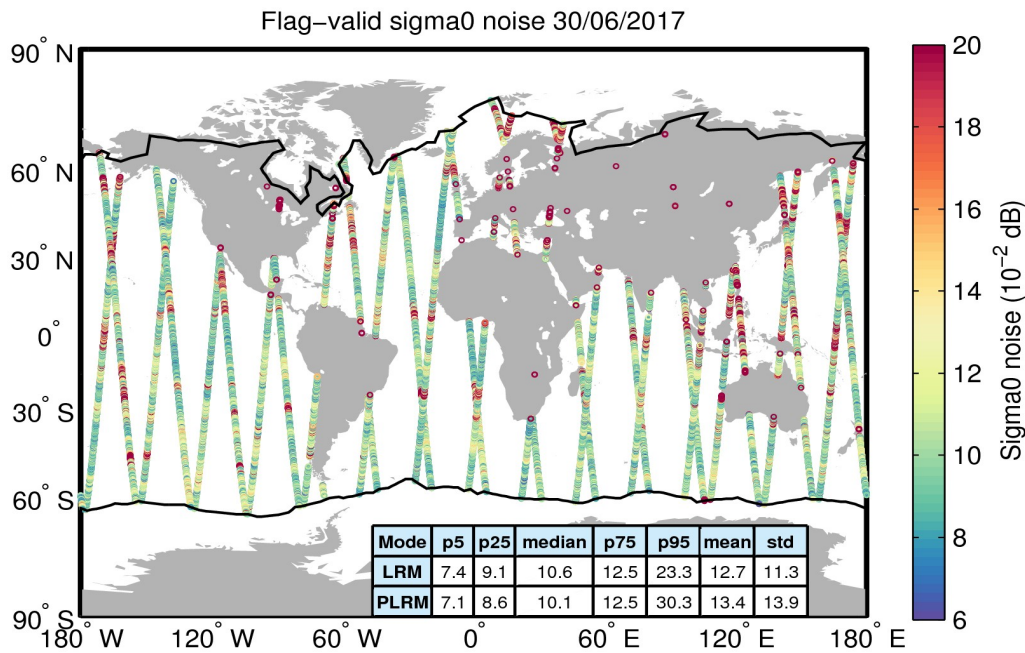 Flag−valid sigma0 noise 30/06/2017
90° N
60° N
30° N
0°
30° S
60° S
90° S
180° W 120° W 60° W 0° E 60° E 120° E 180° E
Mode p5 p25 median p75 p95 mean std
LRM 7.4 9.1 10.6 12.5 23.3 12.7 11.3
PLRM 7.1 8.6 10.1 12.5 30.3 13.4 13.9
20
18
16
14
12
10
8
6
Sigma0 noise (10⁻² dB)